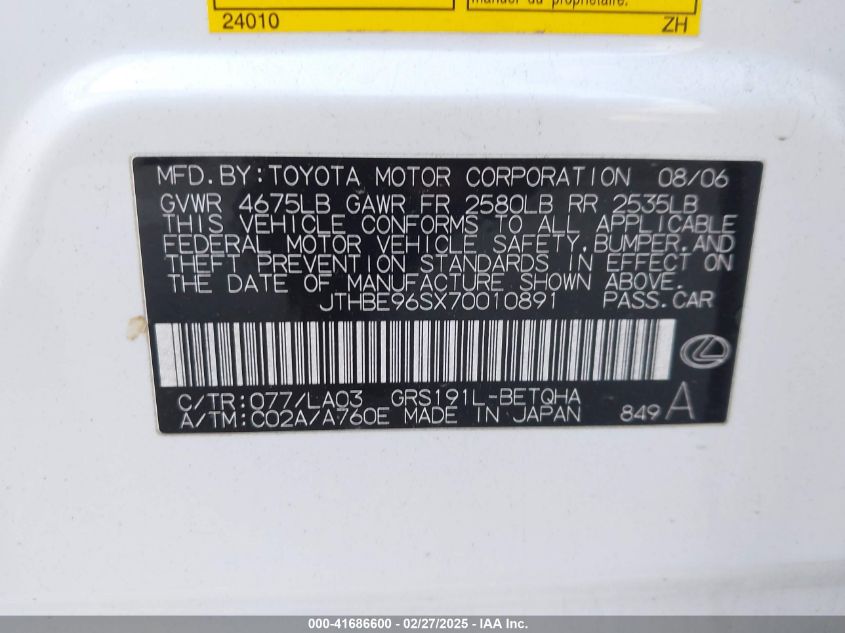 manuel du propriétaire.
24010 ZH
MFD.BY:TOYOTA MOTOR CORPORATION 08/06
GVWR 4675LB GAWR FR 2580LB RR 2535LB
THIS VEHICLE CONFORMS TO ALL APPLICABLE
FEDERAL MOTOR VEHICLE SAFETY,BUMPER,AND
THEFT PREVENTION STANDARDS IN EFFECT ON
THE DATE OF MANUFACTURE SHOWN ABOVE.
JTHBE96SX70010891 PASS.CAR
C/TR:077/LA03 GRS191L-BETQHA
A/TM:C02A/A760E MADE IN JAPAN 849 A
000-41686600 - 02/27/2025 - IAA Inc.